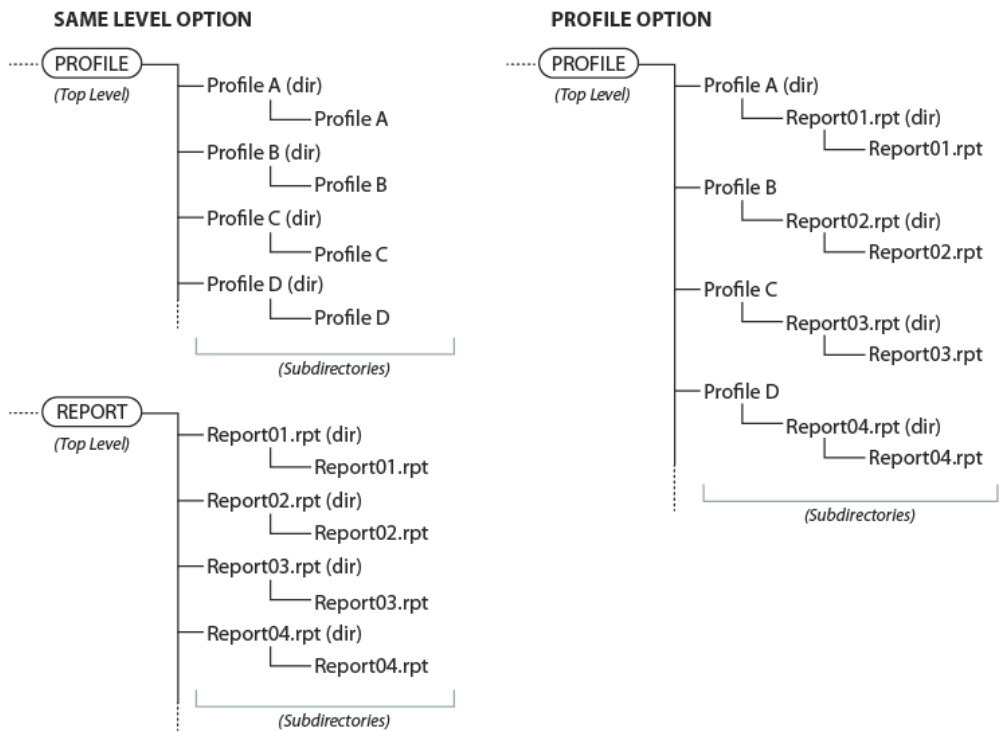 SAME LEVEL OPTION
PROFILE
(Top Level)
Profile A (dir)
Profile A
Profile B (dir)
Profile B
Profile C (dir)
Profile C
Profile D (dir)
Profile D
(Subdirectories)
REPORT
(Top Level)
Report01.rpt (dir)
Report01.rpt
Report02.rpt (dir)
Report02.rpt
Report03.rpt (dir)
Report03.rpt
Report04.rpt (dir)
Report04.rpt
(Subdirectories)
PROFILE OPTION
PROFILE
(Top Level)
Profile A (dir)
Report01.rpt (dir)
Report01.rpt
Profile B
Report02.rpt (dir)
Report02.rpt
Profile C
Report03.rpt (dir)
Report03.rpt
Profile D
Report04.rpt (dir)
Report04.rpt
(Subdirectories)